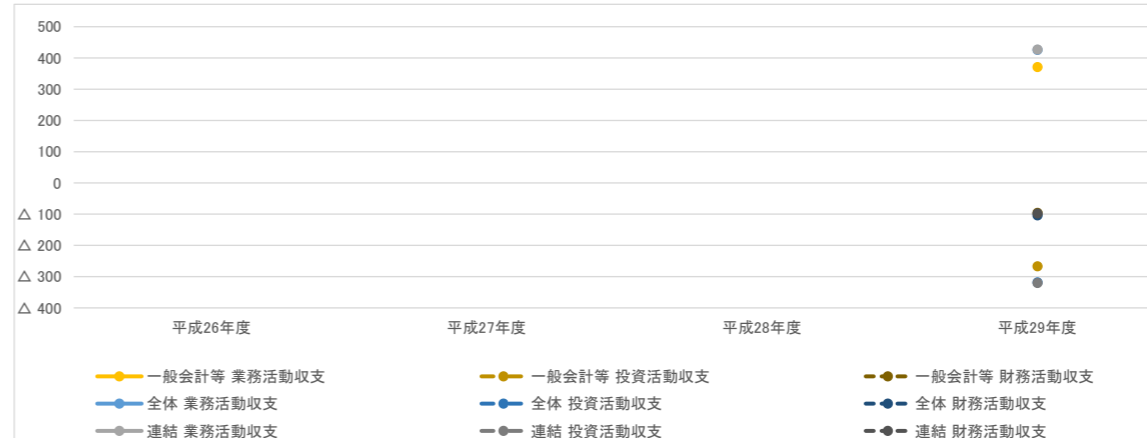 500
400
300
200
100
0
△ 100
△ 200
△ 300
△ 400
平成26年度 平成27年度 平成28年度 平成29年度
一般会計等 業務活動収支 一般会計等 投資活動収支 一般会計等 財務活動収支
全体 業務活動収支 全体 投資活動収支 全体 財務活動収支
連結 業務活動収支 連結 投資活動収支 連結 財務活動収支